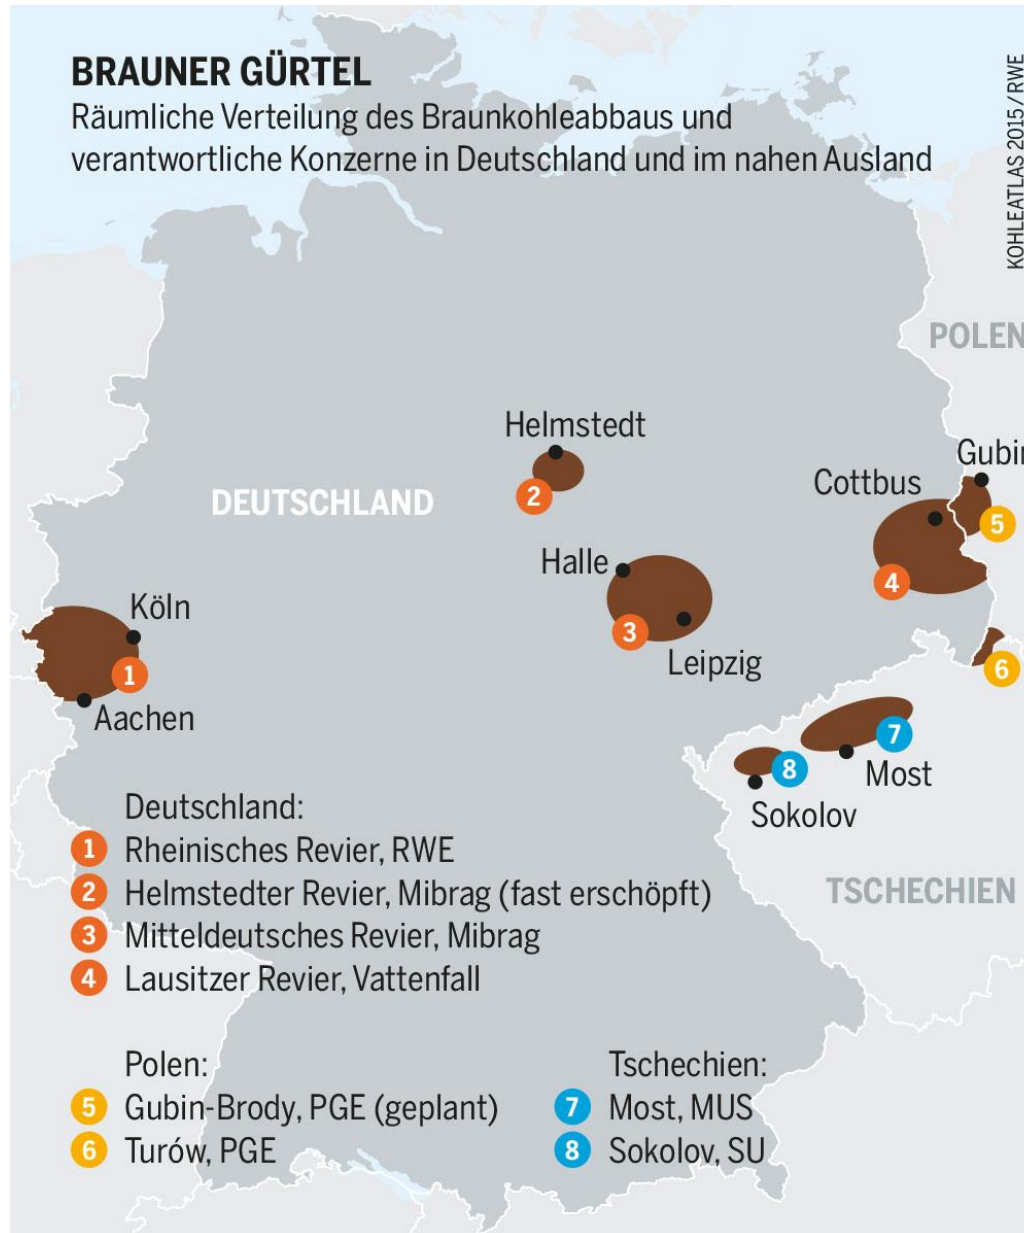 BRAUNER GÜRTEL
Räumliche Verteilung des Braunkohleabbaus und
verantwortliche Konzerne in Deutschland und im nahen Ausland
KOHLEATLAS 2015 / RWE
POLEN
Helmstedt
2
DEUTSCHLAND
Cottbus
Gubin
5
4
Halle
3
Leipzig
Köln
1
Aachen
6
7
Most
8
Sokolov
TSCHECHIEN
Deutschland:
1 Rheinisches Revier, RWE
2 Helmstedter Revier, Mibrag (fast erschöpft)
3 Mitteldeutsches Revier, Mibrag
4 Lausitzer Revier, Vattenfall
Polen:
5 Gubin-Brody, PGE (geplant)
6 Turów, PGE
Tschechien:
7 Most, MUS
8 Sokolov, SU